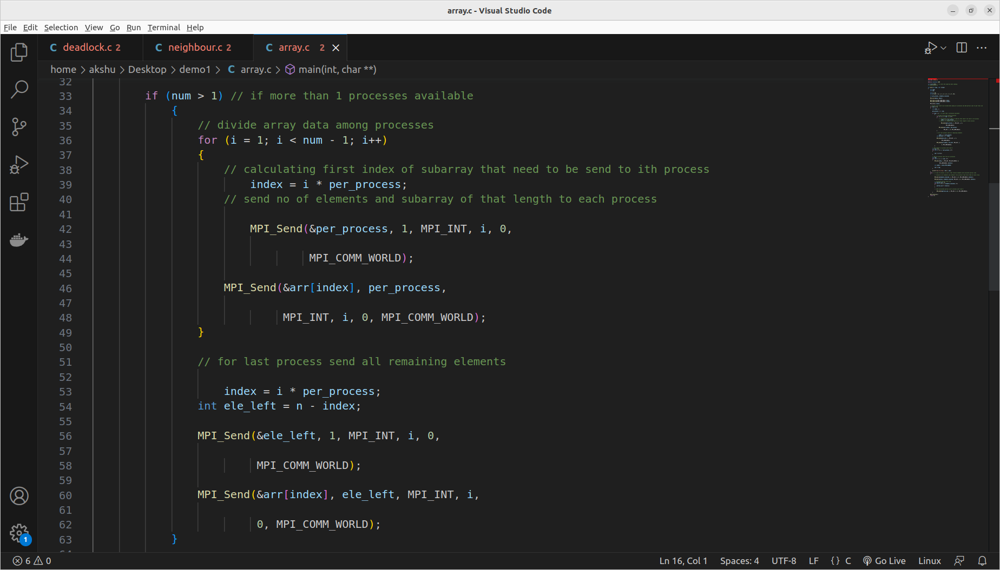 array.c - Visual Studio Code
File Edit Selection View Go Run Terminal Help
C deadlock.c 2 C neighbour.c 2 C array.c 2
home > akshu > Desktop > demo1 > C array.c > main(int, char **)
32
33 if (num > 1) // if more than 1 processes available
34 {
35 // divide array data among processes
36 for (i = 1; i < num - 1; i++)
37 {
38 // calculating first index of subarray that need to be send to ith process
39 index = i * per_process;
40 // send no of elements and subarray of that length to each process
41
42 MPI_Send(&per_process, 1, MPI_INT, i, 0,
43
44 MPI_COMM_WORLD);
45
46 MPI_Send(&arr[index], per_process,
47
48 MPI_INT, i, 0, MPI_COMM_WORLD);
49 }
50
51 // for last process send all remaining elements
52
53 index = i * per_process;
54 int ele_left = n - index;
55
56 MPI_Send(&ele_left, 1, MPI_INT, i, 0,
57
58 MPI_COMM_WORLD);
59
60 MPI_Send(&arr[index], ele_left, MPI_INT, i,
61
62 0, MPI_COMM_WORLD);
63 }
1
6 0 Ln 16, Col 1 Spaces: 4 UTF-8 LF {} C Go Live Linux